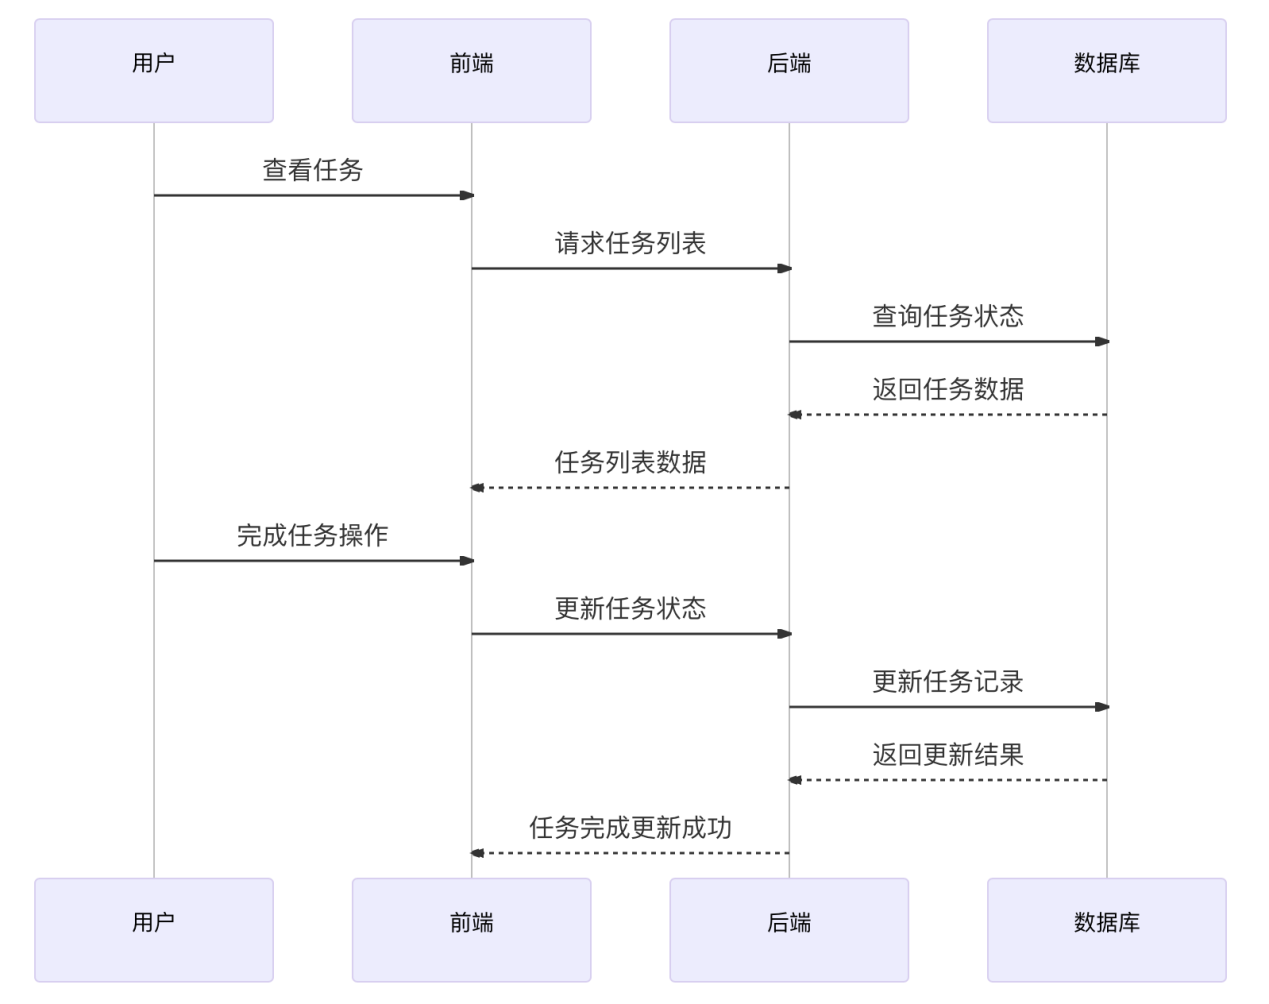 用户
前端
后端
数据库
查看任务
请求任务列表
查询任务状态
返回任务数据
任务列表数据
完成任务操作
更新任务状态
更新任务记录
返回更新结果
任务完成更新成功
用户
前端
后端
数据库